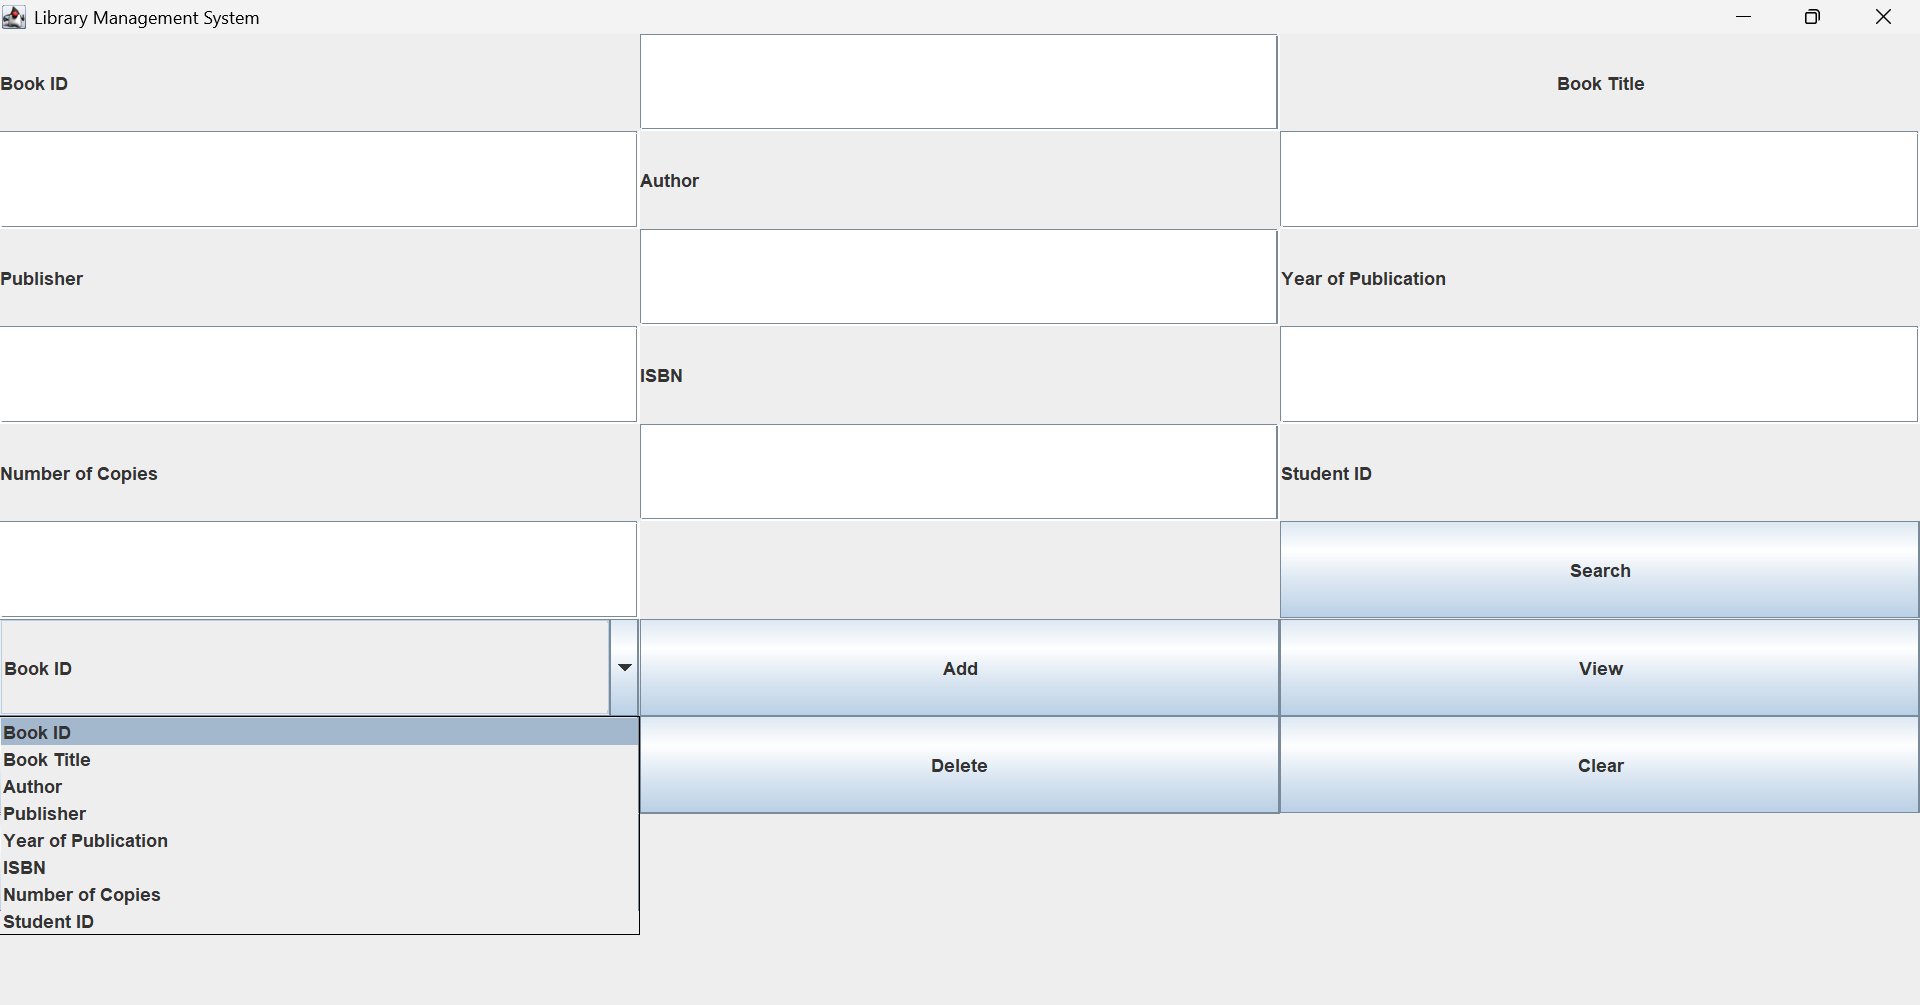 Library Management System
Book ID
Book Title
Author
Publisher
Year of Publication
ISBN
Number of Copies
Student ID
Search
Book ID
Add
View
Book ID
Book Title
Author
Publisher
Year of Publication
ISBN
Number of Copies
Student ID
Delete
Clear